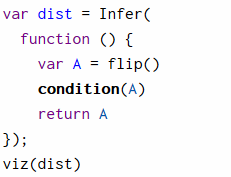 var dist = Infer(
  function () {
    var A = flip()
    condition(A)
    return A
});
viz(dist)